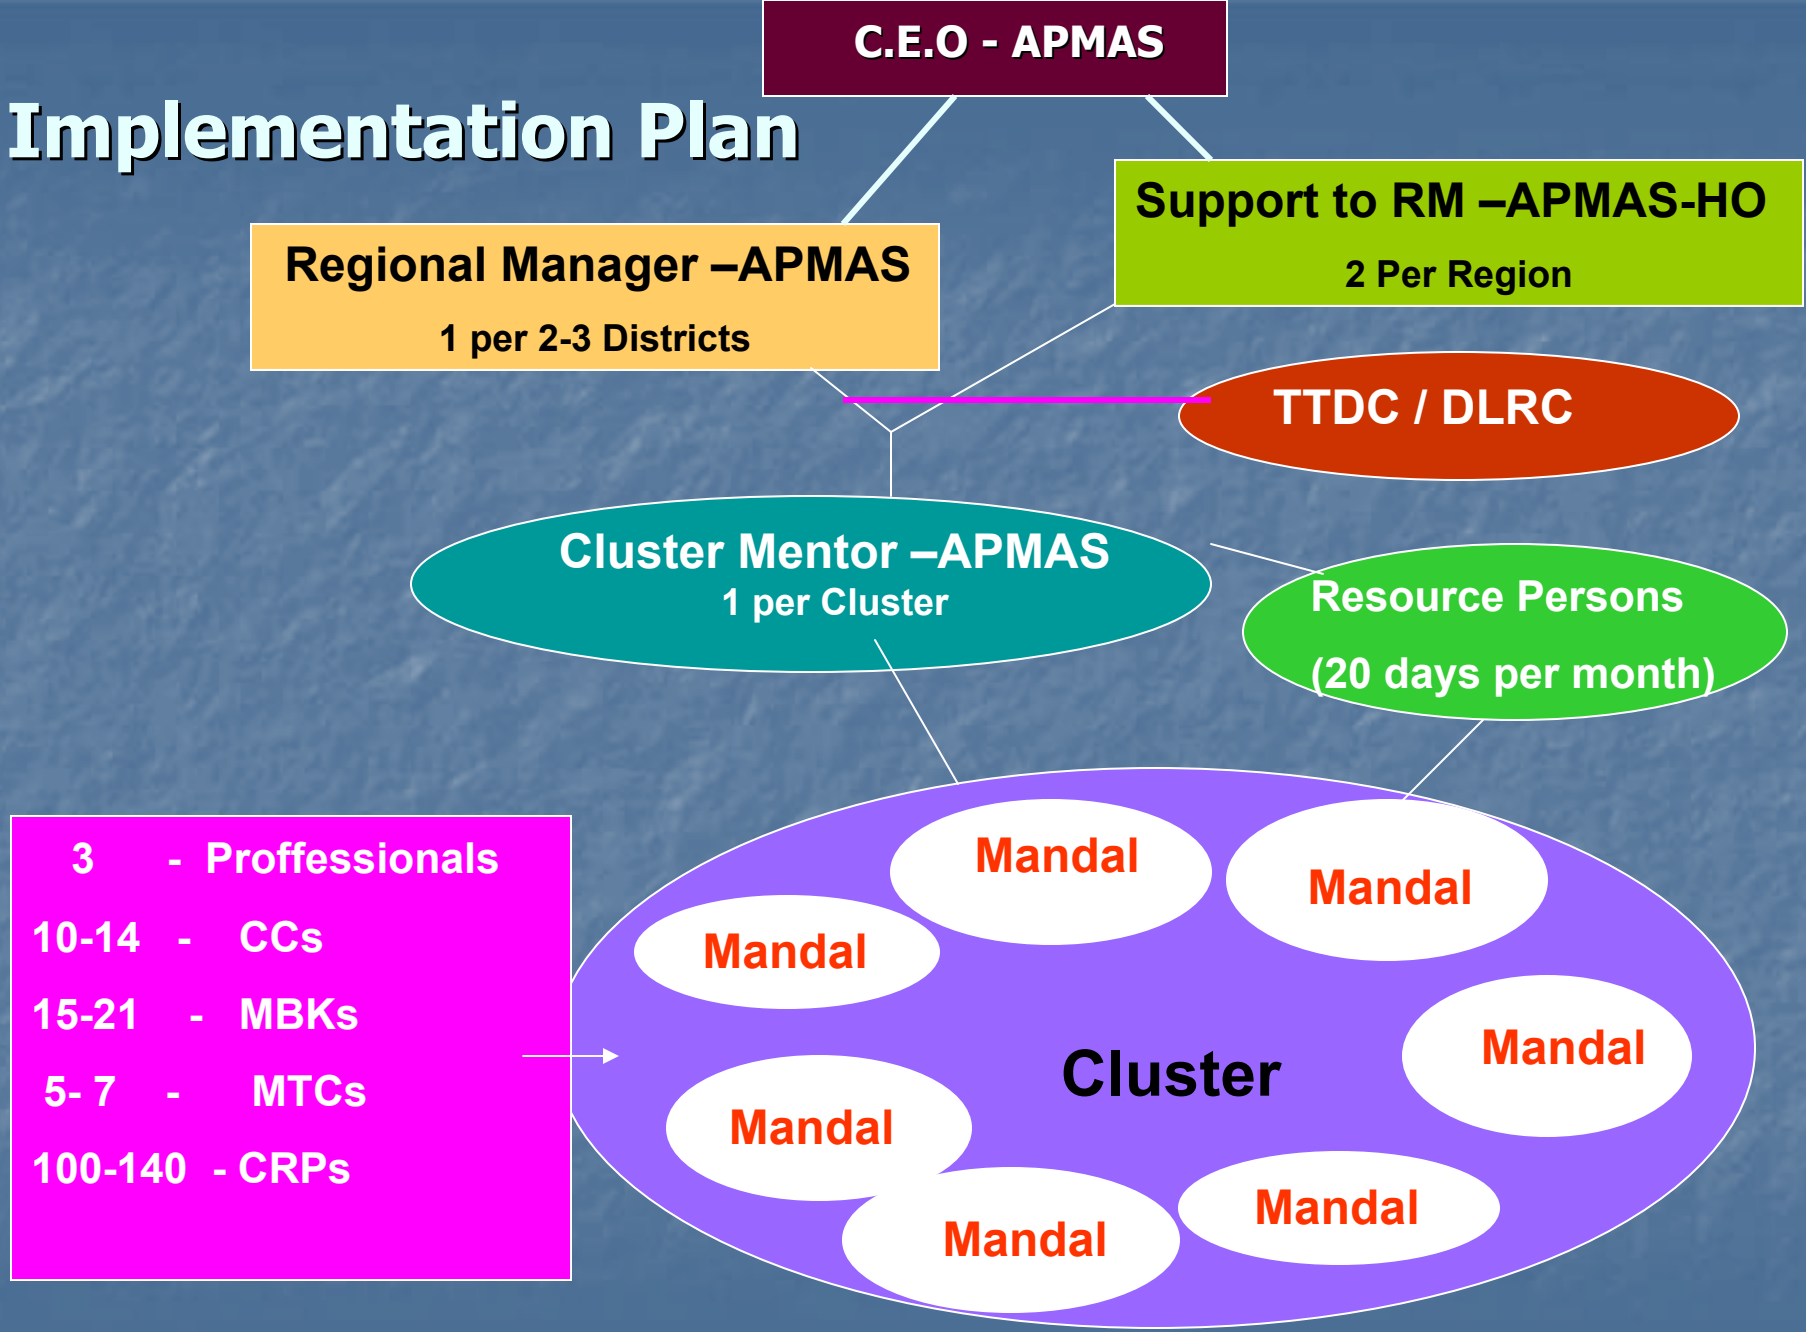 C.E.O - APMAS
Implementation Plan
Support to RM –APMAS-HO
2 Per Region
Regional Manager –APMAS
1 per 2-3 Districts
TTDC / DLRC
Cluster Mentor –APMAS
1 per Cluster
Resource Persons
(20 days per month)
3 - Proffessionals
10-14 - CCs
15-21 - MBKs
5- 7 - MTCs
100-140 - CRPs
Mandal
Mandal
Mandal
Mandal
Cluster
Mandal
Mandal
Mandal